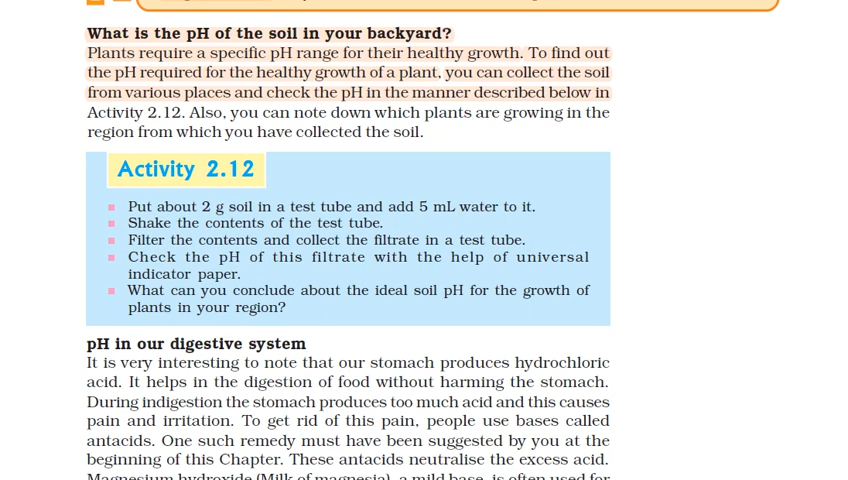 What is the pH of the soil in your backyard?
Plants require a specific pH range for their healthy growth. To find out
the pH required for the healthy growth of a plant, you can collect the soil
from various places and check the pH in the manner described below in
Activity 2.12. Also, you can note down which plants are growing in the
region from which you have collected the soil.
Activity 2.12
Put about 2 g soil in a test tube and add 5 mL water to it.
Shake the contents of the test tube.
Filter the contents and collect the filtrate in a test tube.
Check the pH of this filtrate with the help of universal
indicator paper.
What can you conclude about the ideal soil pH for the growth of
plants in your region?
pH in our digestive system
It is very interesting to note that our stomach produces hydrochloric
acid. It helps in the digestion of food without harming the stomach.
During indigestion the stomach produces too much acid and this causes
pain and irritation. To get rid of this pain, people use bases called
antacids. One such remedy must have been suggested by you at the
beginning of this Chapter. These antacids neutralise the excess acid.
Magnesium hydroxide (Milk of magnesia), a mild base, is often used for